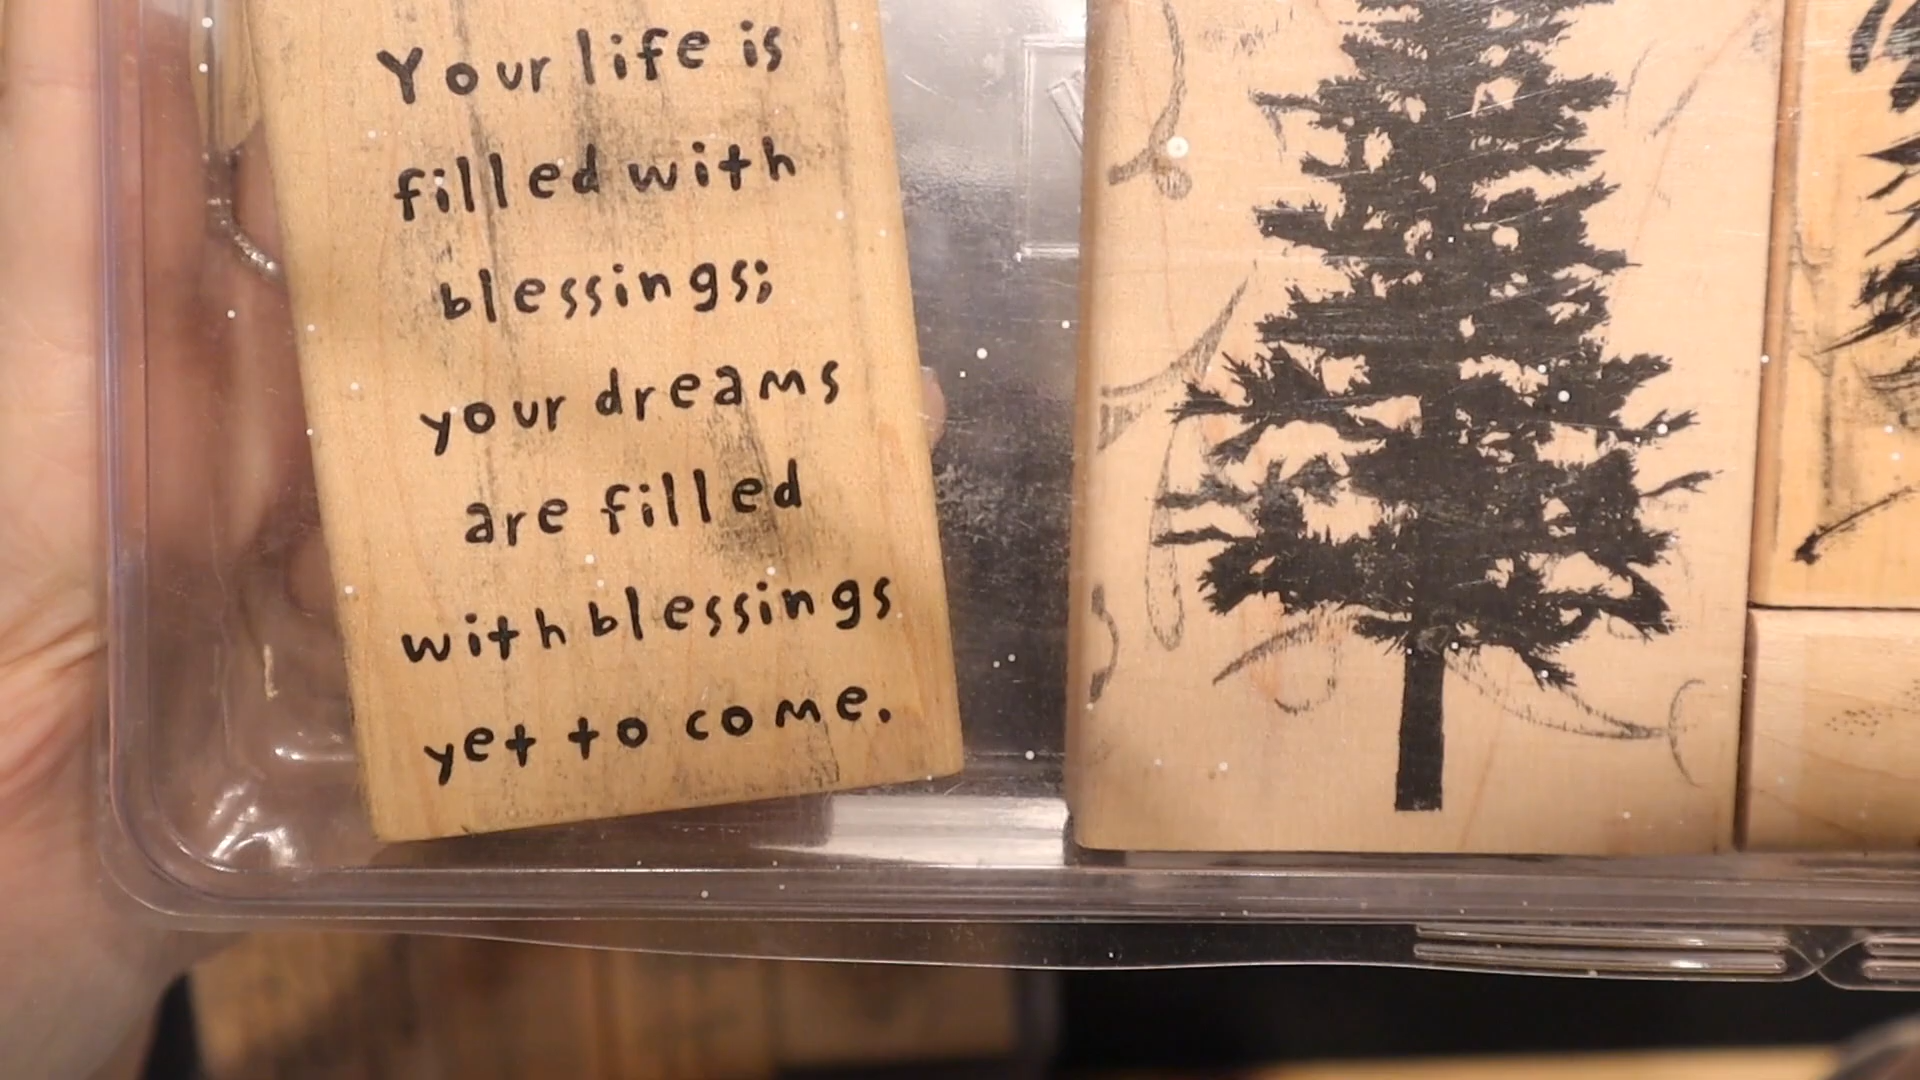 Your life is
filled with
blessings;
your dreams
are filled
with blessings
yet to come.